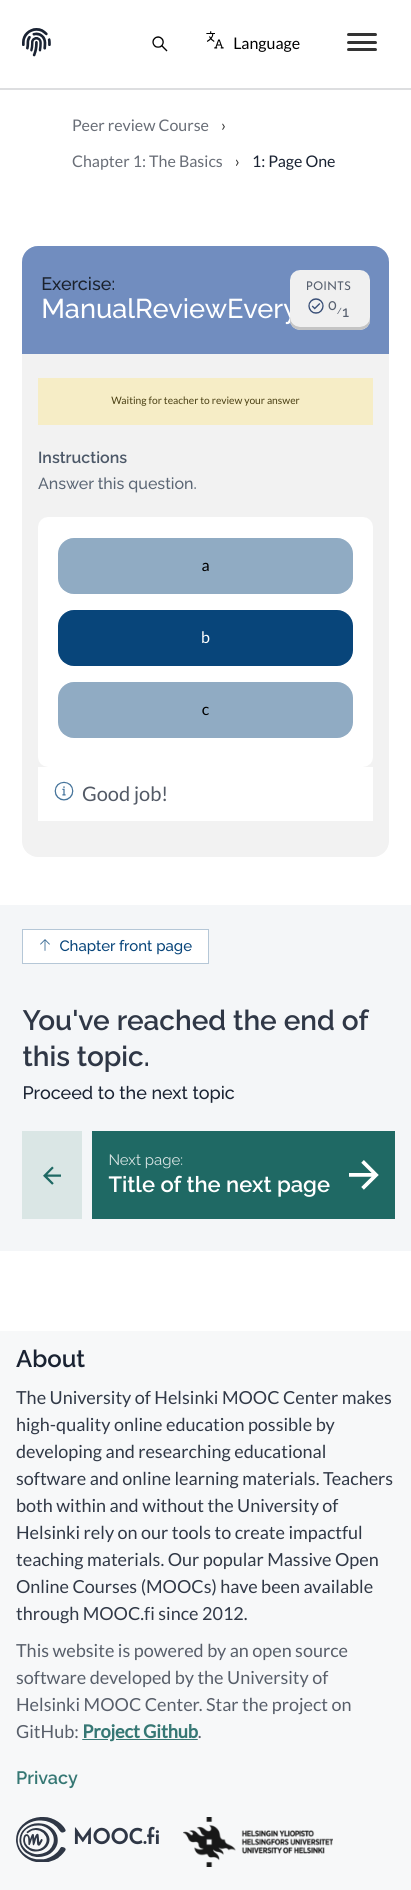 Language
Peer review Course ›
Chapter 1: The Basics › 1: Page One
Exercise:
ManualReviewEvery
POINTS
0/1
Waiting for teacher to review your answer
Instructions
Answer this question.
a
b
c
Good job!
Chapter front page
You've reached the end of
this topic.
Proceed to the next topic
Next page:
Title of the next page
About
The University of Helsinki MOOC Center makes
high-quality online education possible by
developing and researching educational
software and online learning materials. Teachers
both within and without the University of
Helsinki rely on our tools to create impactful
teaching materials. Our popular Massive Open
Online Courses (MOOCs) have been available
through MOOC.fi since 2012.
This website is powered by an open source
software developed by the University of
Helsinki MOOC Center. Star the project on
GitHub: Project Github.
Privacy
MOOC.fi
HELSINGIN YLIOPISTO
HELSINGFORS UNIVERSITET
UNIVERSITY OF HELSINKI